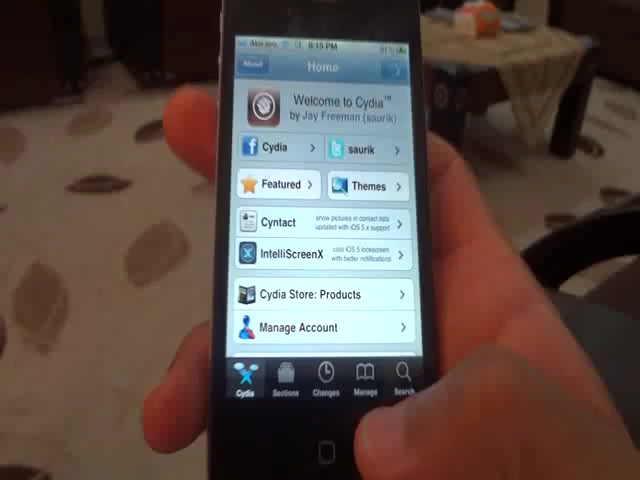 6:15 PM
About
Home
Welcome to Cydia™
by Jay Freeman (saurik)
Cydia
saurik
Featured
Themes
Cyntact
show pictures in contact lists
updated with iOS 5.x support
IntelliScreenX
cool iOS 5 lockscreen
with better notifications
Cydia Store: Products
Manage Account
Cydia
Sections
Changes
Manage
Search